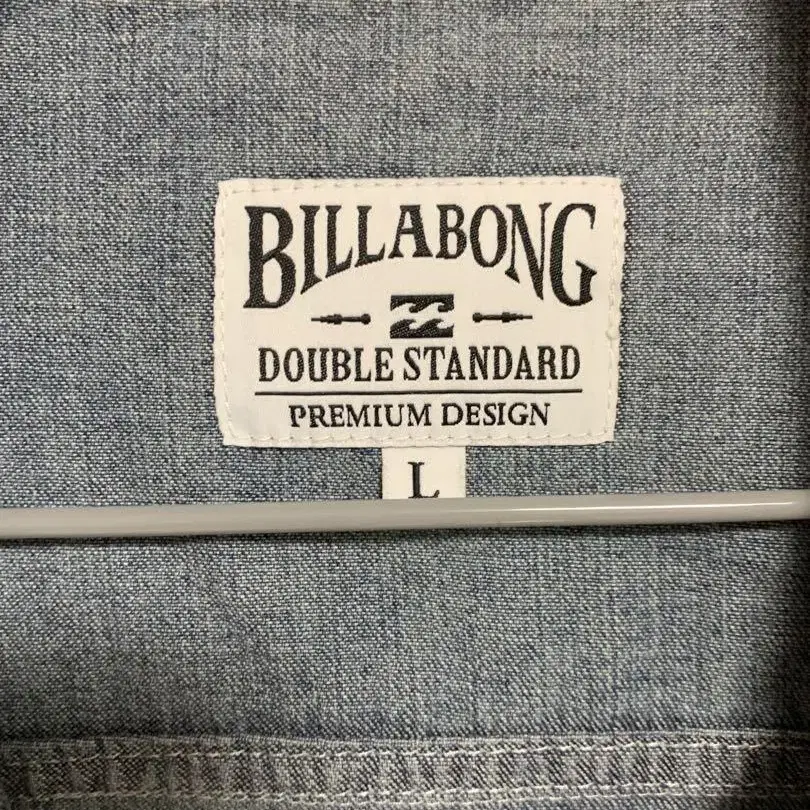 BILLABONG
DOUBLE STANDARD
PREMIUM DESIGN
L